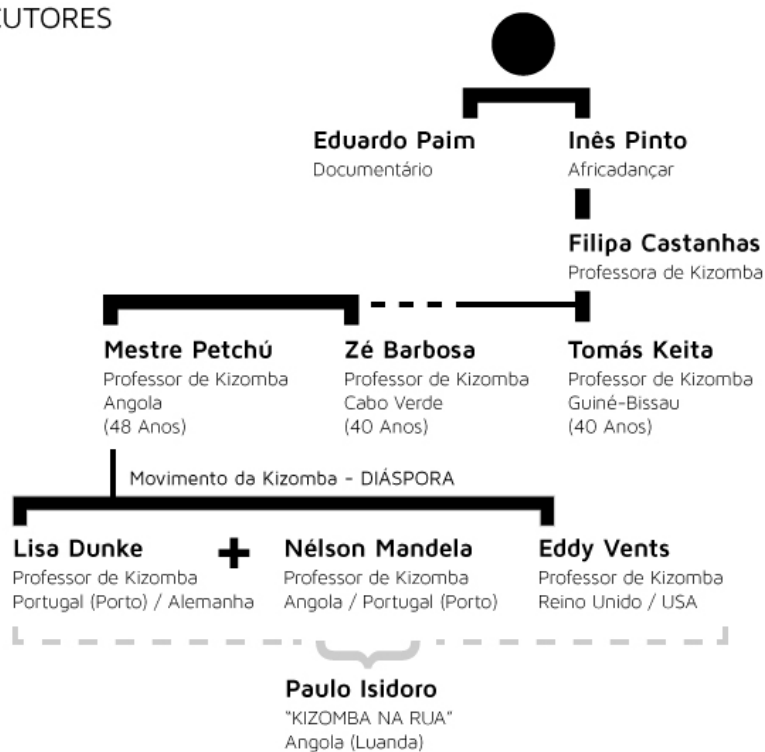 Eduardo Paim
Documentário
Inês Pinto
Africadançar
Filipa Castanhas
Professora de Kizomba
Mestre Petchú
Professor de Kizomba
Angola
(48 Anos)
Zé Barbosa
Professor de Kizomba
Cabo Verde
(40 Anos)
Tomás Keita
Professor de Kizomba
Guiné-Bissau
(40 Anos)
Movimento da Kizomba - DIÁSPORA
Lisa Dunke
Professor de Kizomba
Portugal (Porto) / Alemanha
+
Nélson Mandela
Professor de Kizomba
Angola / Portugal (Porto)
Eddy Vents
Professor de Kizomba
Reino Unido / USA
Paulo Isidoro
"KIZOMBA NA RUA"
Angola (Luanda)